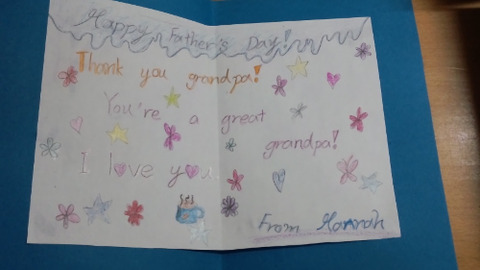 Happy Father's Day!
Thank you grandpa!
You're a great
grandpa!
I love you.
From Hannah